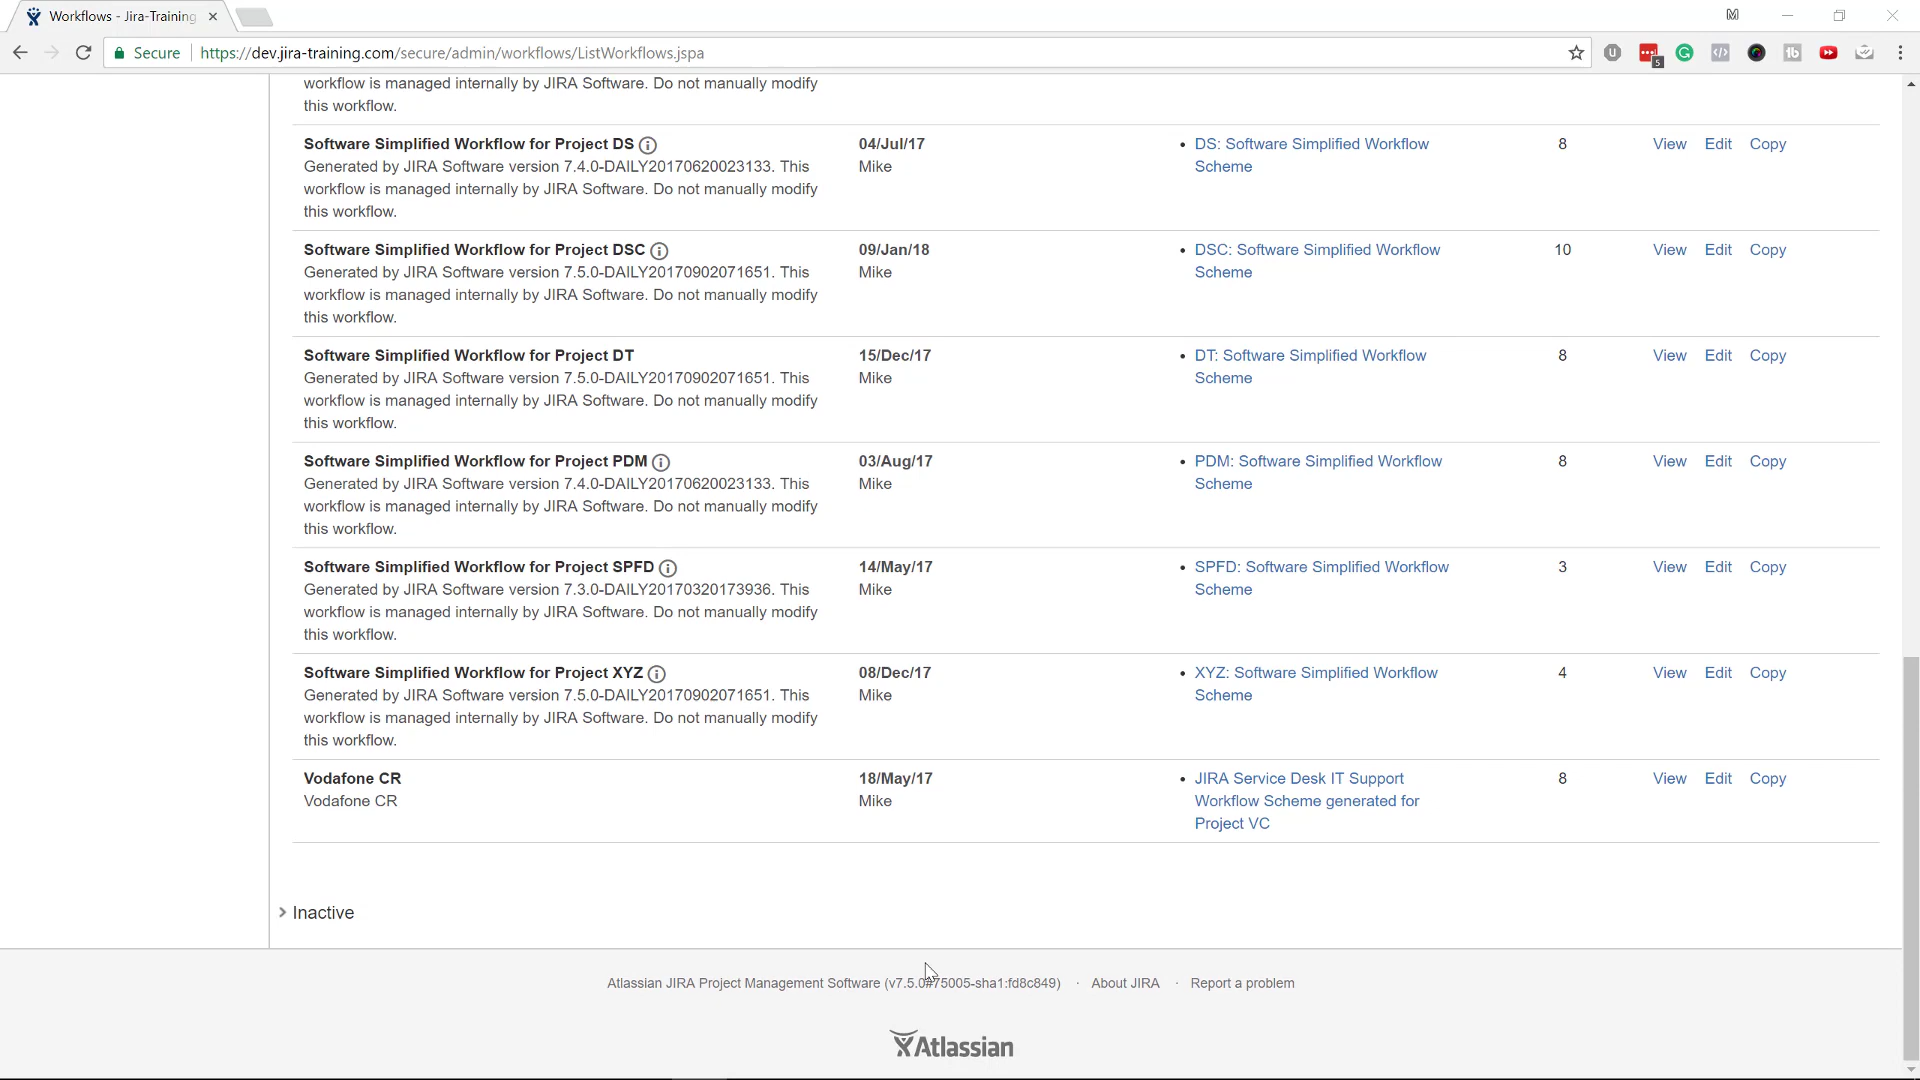 Workflows - Jira-Training
Secure https://dev.jira-training.com/secure/admin/workflows/ListWorkflows.jspa
5
workflow is managed internally by JIRA Software. Do not manually modify
this workflow.
Software Simplified Workflow for Project DS 04/Jul/17 • DS: Software Simplified Workflow 8 View Edit Copy
Generated by JIRA Software version 7.4.0-DAILY20170620023133. This Mike Scheme
workflow is managed internally by JIRA Software. Do not manually modify
this workflow.
Software Simplified Workflow for Project DSC 09/Jan/18 • DSC: Software Simplified Workflow 10 View Edit Copy
Generated by JIRA Software version 7.5.0-DAILY20170902071651. This Mike Scheme
workflow is managed internally by JIRA Software. Do not manually modify
this workflow.
Software Simplified Workflow for Project DT 15/Dec/17 • DT: Software Simplified Workflow 8 View Edit Copy
Generated by JIRA Software version 7.5.0-DAILY20170902071651. This Mike Scheme
workflow is managed internally by JIRA Software. Do not manually modify
this workflow.
Software Simplified Workflow for Project PDM 03/Aug/17 • PDM: Software Simplified Workflow 8 View Edit Copy
Generated by JIRA Software version 7.4.0-DAILY20170620023133. This Mike Scheme
workflow is managed internally by JIRA Software. Do not manually modify
this workflow.
Software Simplified Workflow for Project SPFD 14/May/17 • SPFD: Software Simplified Workflow 3 View Edit Copy
Generated by JIRA Software version 7.3.0-DAILY20170320173936. This Mike Scheme
workflow is managed internally by JIRA Software. Do not manually modify
this workflow.
Software Simplified Workflow for Project XYZ 08/Dec/17 • XYZ: Software Simplified Workflow 4 View Edit Copy
Generated by JIRA Software version 7.5.0-DAILY20170902071651. This Mike Scheme
workflow is managed internally by JIRA Software. Do not manually modify
this workflow.
Vodafone CR 18/May/17 • JIRA Service Desk IT Support 8 View Edit Copy
Vodafone CR Mike Workflow Scheme generated for
Project VC
Inactive
Atlassian JIRA Project Management Software (v7.5.0#75005-sha1:fd8c849) · About JIRA · Report a problem
Atlassian